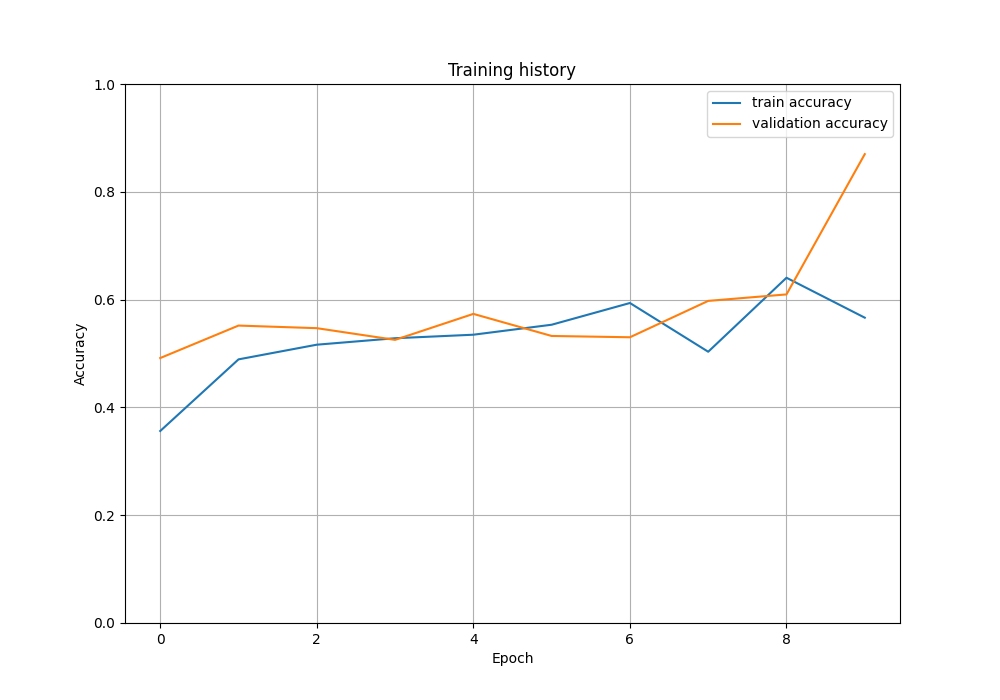 Training history
train accuracy
validation accuracy
1.0
0.8
0.6
0.4
0.2
0.0
Accuracy
0 2 4 6 8
Epoch